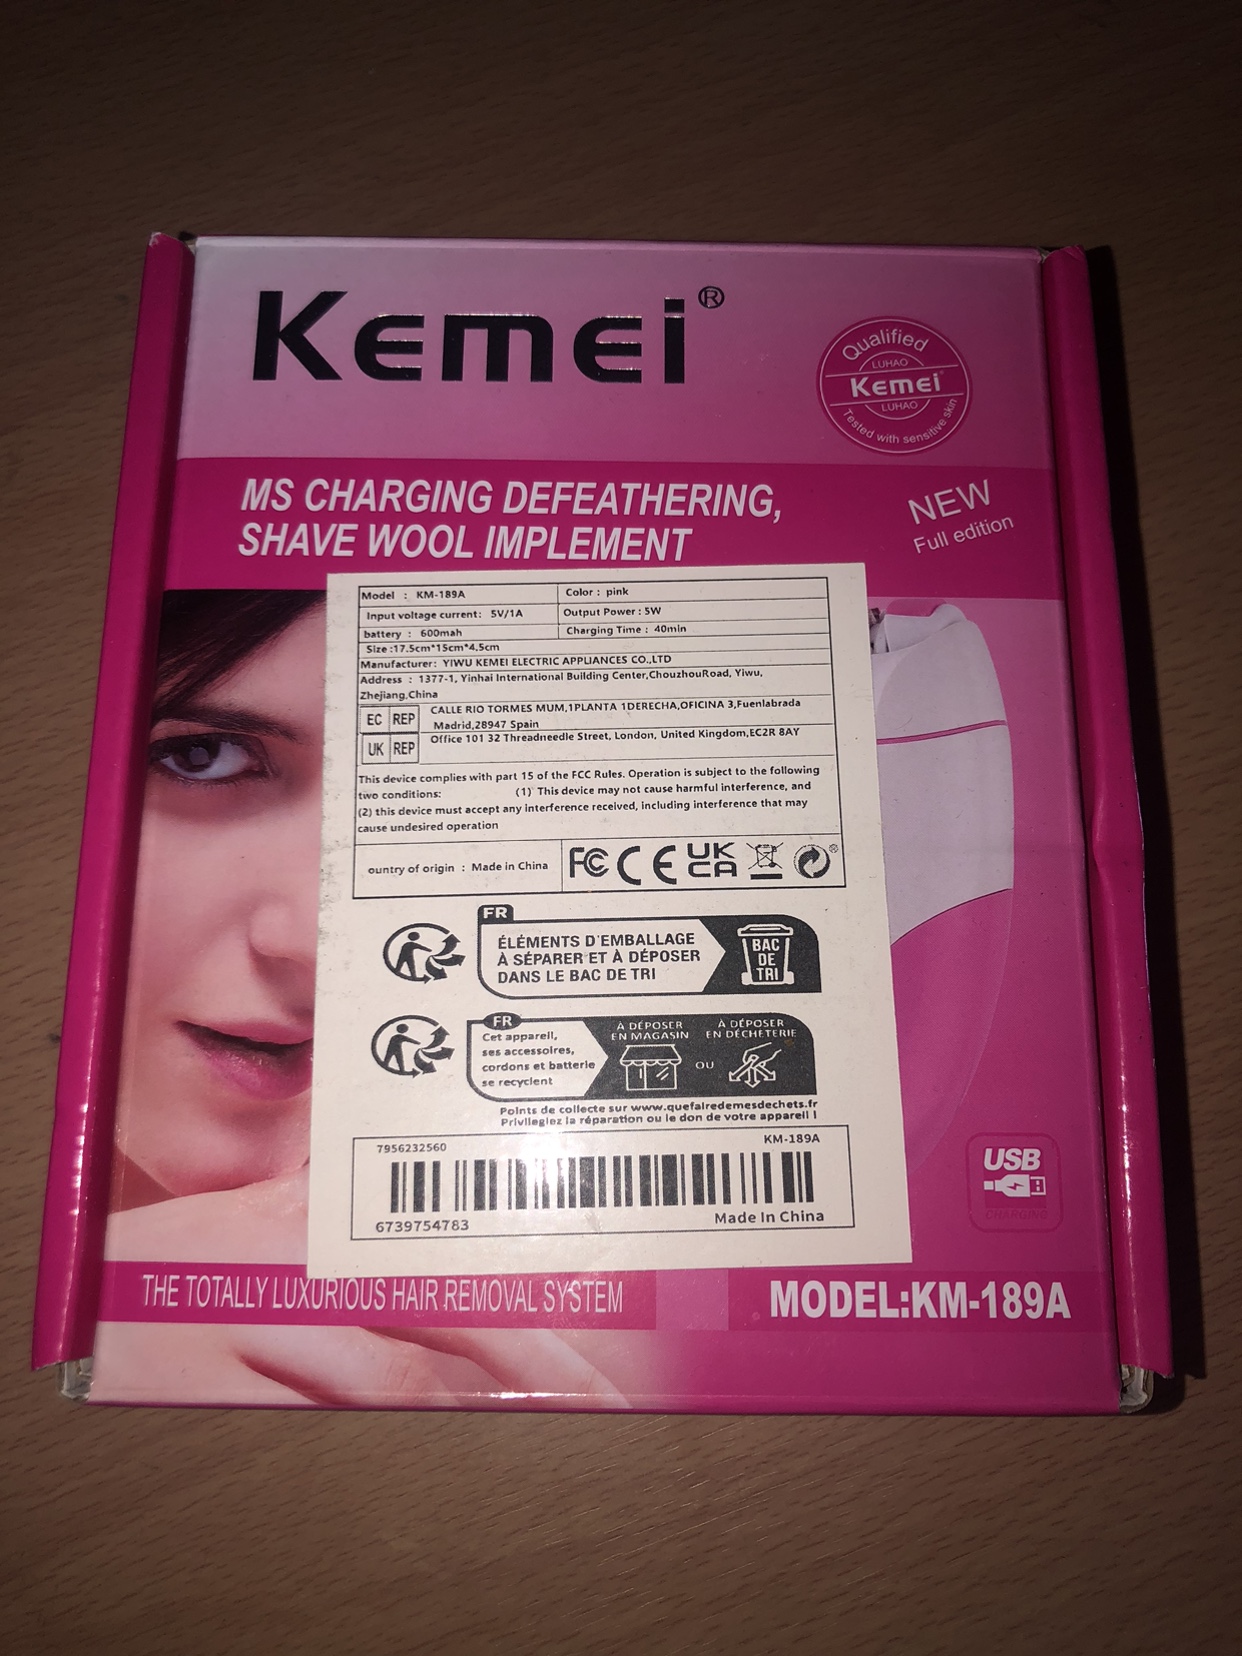 Kemei®
Qualified
LUHAO
Kemei
LUHAO
Tested with sensitive skin
MS CHARGING DEFEATHERING,
SHAVE WOOL IMPLEMENT
NEW
Full edition
Model : KM-189A Color : pink
Input voltage current: 5V/1A Output Power : 5W
battery : 600mah Charging Time : 40min
Size :17.5cm*15cm*4.5cm
Manufacturer: YIWU KEMEI ELECTRIC APPLIANCES CO.,LTD
Address : 1377-1, Yinhai International Building Center,ChouzhouRoad, Yiwu,
Zhejiang,China
EC REP CALLE RIO TORMES MUM,1PLANTA 1DERECHA,OFICINA 3,Fuenlabrada
Madrid,28947 Spain
UK REP Office 101 32 Threadneedle Street, London, United Kingdom,EC2R 8AY
This device complies with part 15 of the FCC Rules. Operation is subject to the following
two conditions: (1) This device may not cause harmful interference, and
(2) this device must accept any interference received, including interference that may
cause undesired operation
ountry of origin : Made in China FC CE UK CA ®
FR
ÉLÉMENTS D'EMBALLAGE
À SÉPARER ET À DÉPOSER
DANS LE BAC DE TRI
BAC
DE
TRI
FR
Cet appareil,
ses accessoires,
cordons et batterie
se recyclent
À DÉPOSER
EN MAGASIN
OU
À DÉPOSER
EN DÉCHÈTERIE
Points de collecte sur www.quefairedemesdechets.fr
Privilegiez la réparation ou le don de votre appareil !
7956232560 KM-189A
6739754783 Made In China
USB
CHARGING
THE TOTALLY LUXURIOUS HAIR REMOVAL SYSTEM
MODEL:KM-189A